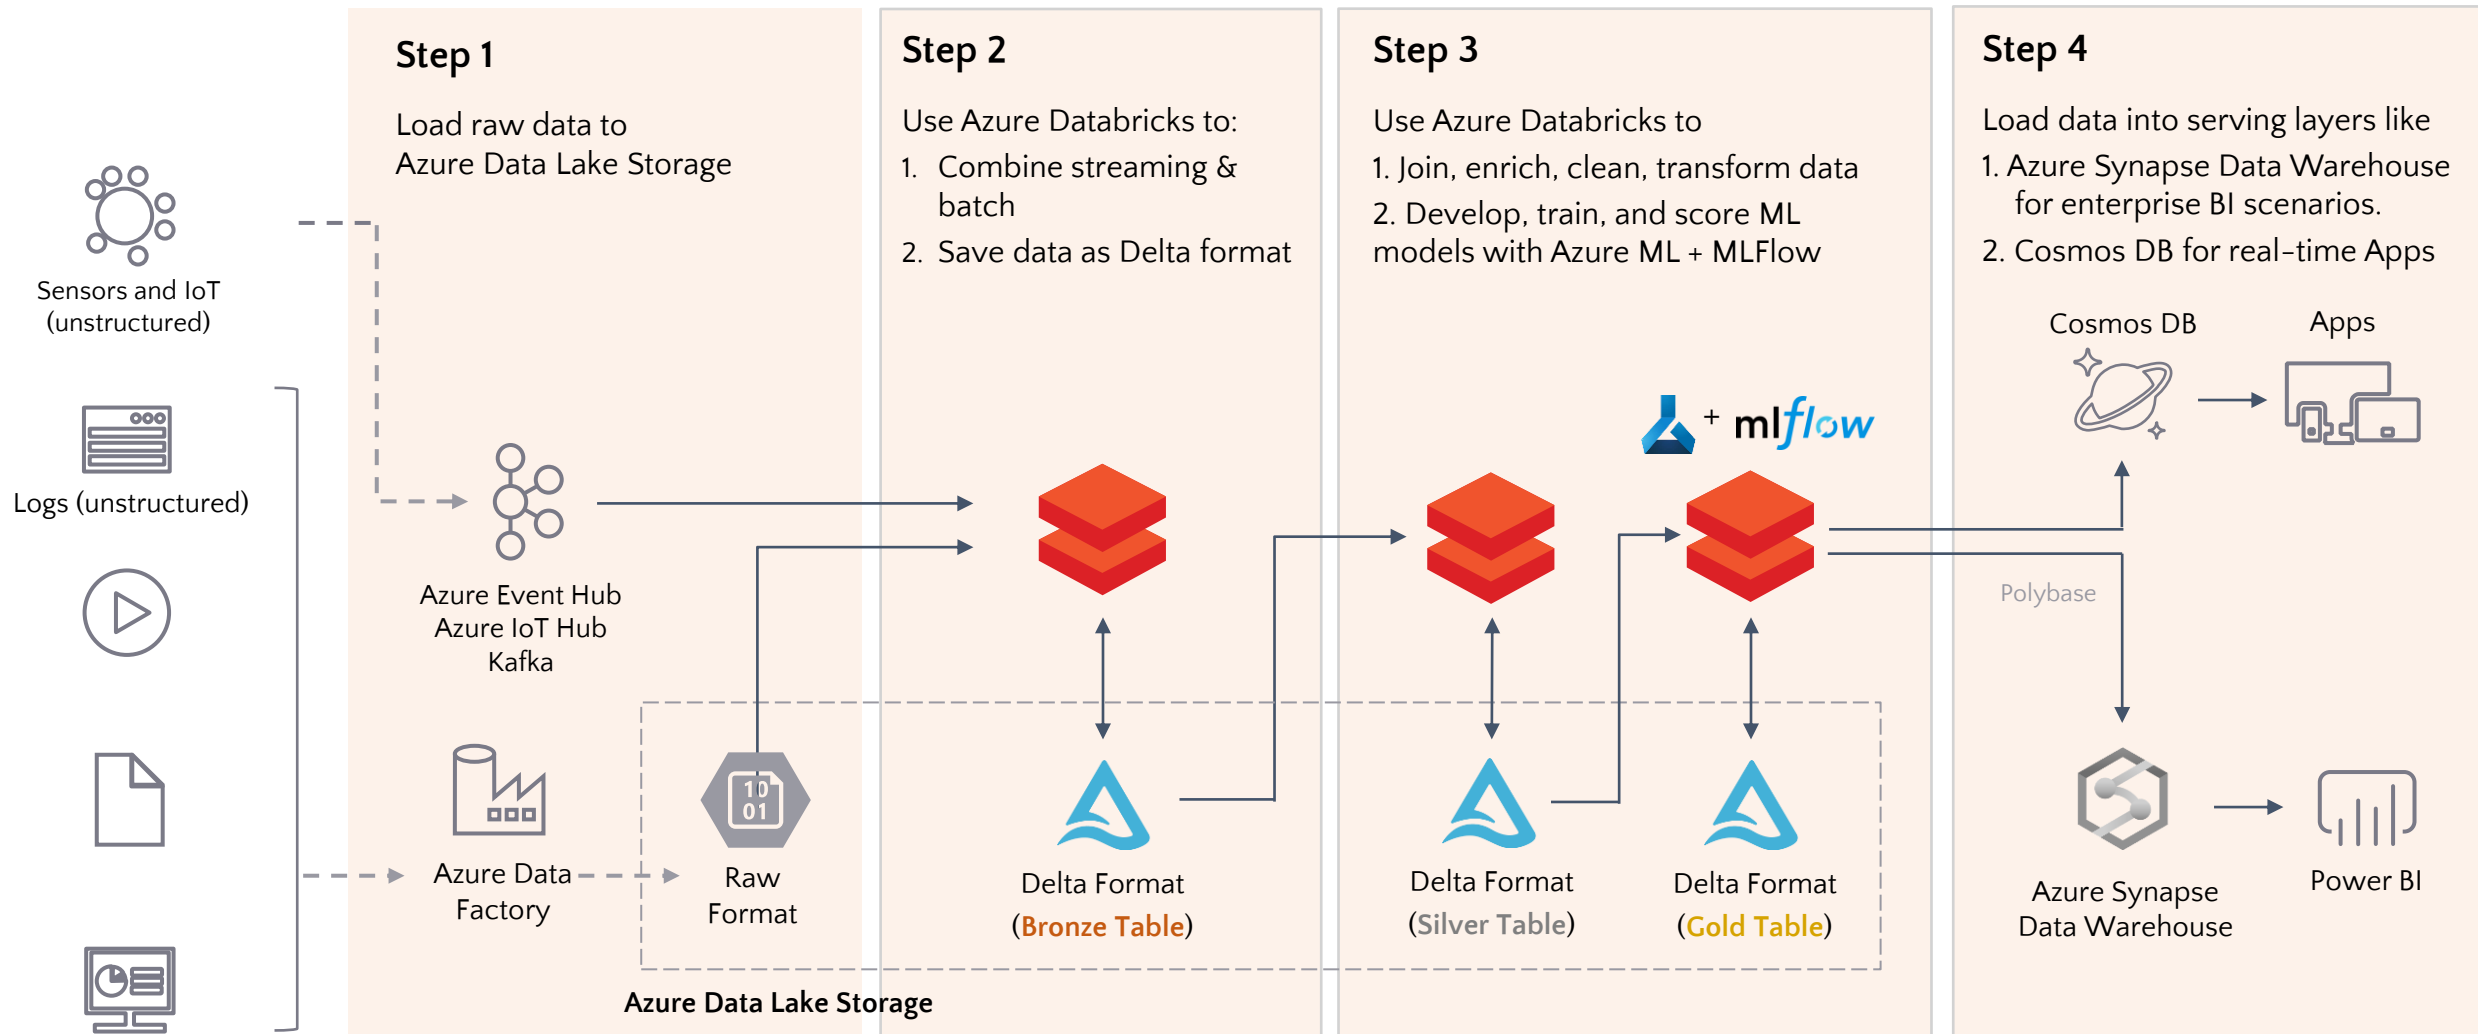 Step 1
Load raw data to
Azure Data Lake Storage
Step 2
Use Azure Databricks to:
1. Combine streaming &
batch
2. Save data as Delta format
Step 3
Use Azure Databricks to
1. Join, enrich, clean, transform data
2. Develop, train, and score ML
models with Azure ML + MLFlow
Step 4
Load data into serving layers like
1. Azure Synapse Data Warehouse
for enterprise BI scenarios.
2. Cosmos DB for real-time Apps
Sensors and IoT
(unstructured)
Logs (unstructured)
Azure Event Hub
Azure IoT Hub
Kafka
Azure Data
Factory
10
01
Raw
Format
Delta Format
(Bronze Table)
+ mlflow
Delta Format
(Silver Table)
Delta Format
(Gold Table)
Azure Data Lake Storage
Cosmos DB
Apps
Polybase
Azure Synapse
Data Warehouse
Power BI